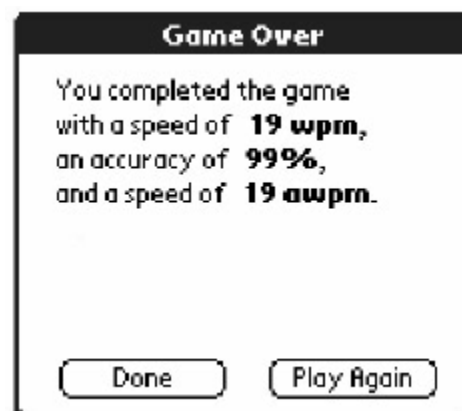 Game Over
You completed the game
with a speed of 19 wpm,
an accuracy of 99%,
and a speed of 19 awpm.
Done
Play Again